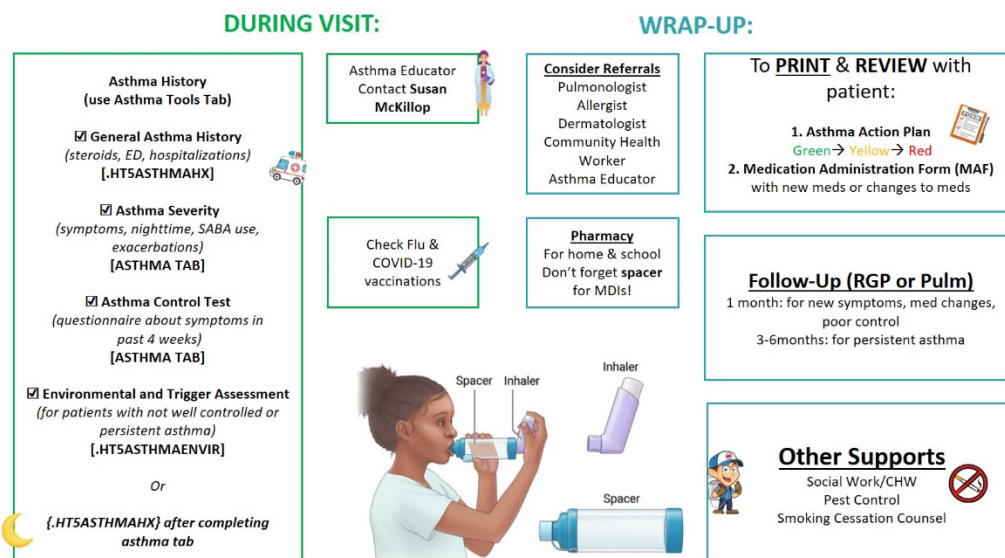 DURING VISIT:
WRAP-UP:
Asthma History
(use Asthma Tools Tab)
☑ General Asthma History
(steroids, ED, hospitalizations)
[.HT5ASTHMAHX]
☑ Asthma Severity
(symptoms, nighttime, SABA use,
exacerbations)
[ASTHMA TAB]
☑ Asthma Control Test
(questionnaire about symptoms in
past 4 weeks)
[ASTHMA TAB]
☑ Environmental and Trigger Assessment
(for patients with not well controlled or
persistent asthma)
[.HT5ASTHMAENVIR]
Or
{.HT5ASTHMAHX} after completing
asthma tab
Asthma Educator
Contact Susan
McKillop
Check Flu &
COVID-19
vaccinations
Consider Referrals
Pulmonologist
Allergist
Dermatologist
Community Health
Worker
Asthma Educator
Pharmacy
For home & school
Don't forget spacer
for MDIs!
Spacer
Inhaler
Inhaler
Spacer
To PRINT & REVIEW with
patient:
1. Asthma Action Plan
Green→ Yellow→ Red
2. Medication Administration Form (MAF)
with new meds or changes to meds
Follow-Up (RGP or Pulm)
1 month: for new symptoms, med changes,
poor control
3-6months: for persistent asthma
Other Supports
Social Work/CHW
Pest Control
Smoking Cessation Counsel